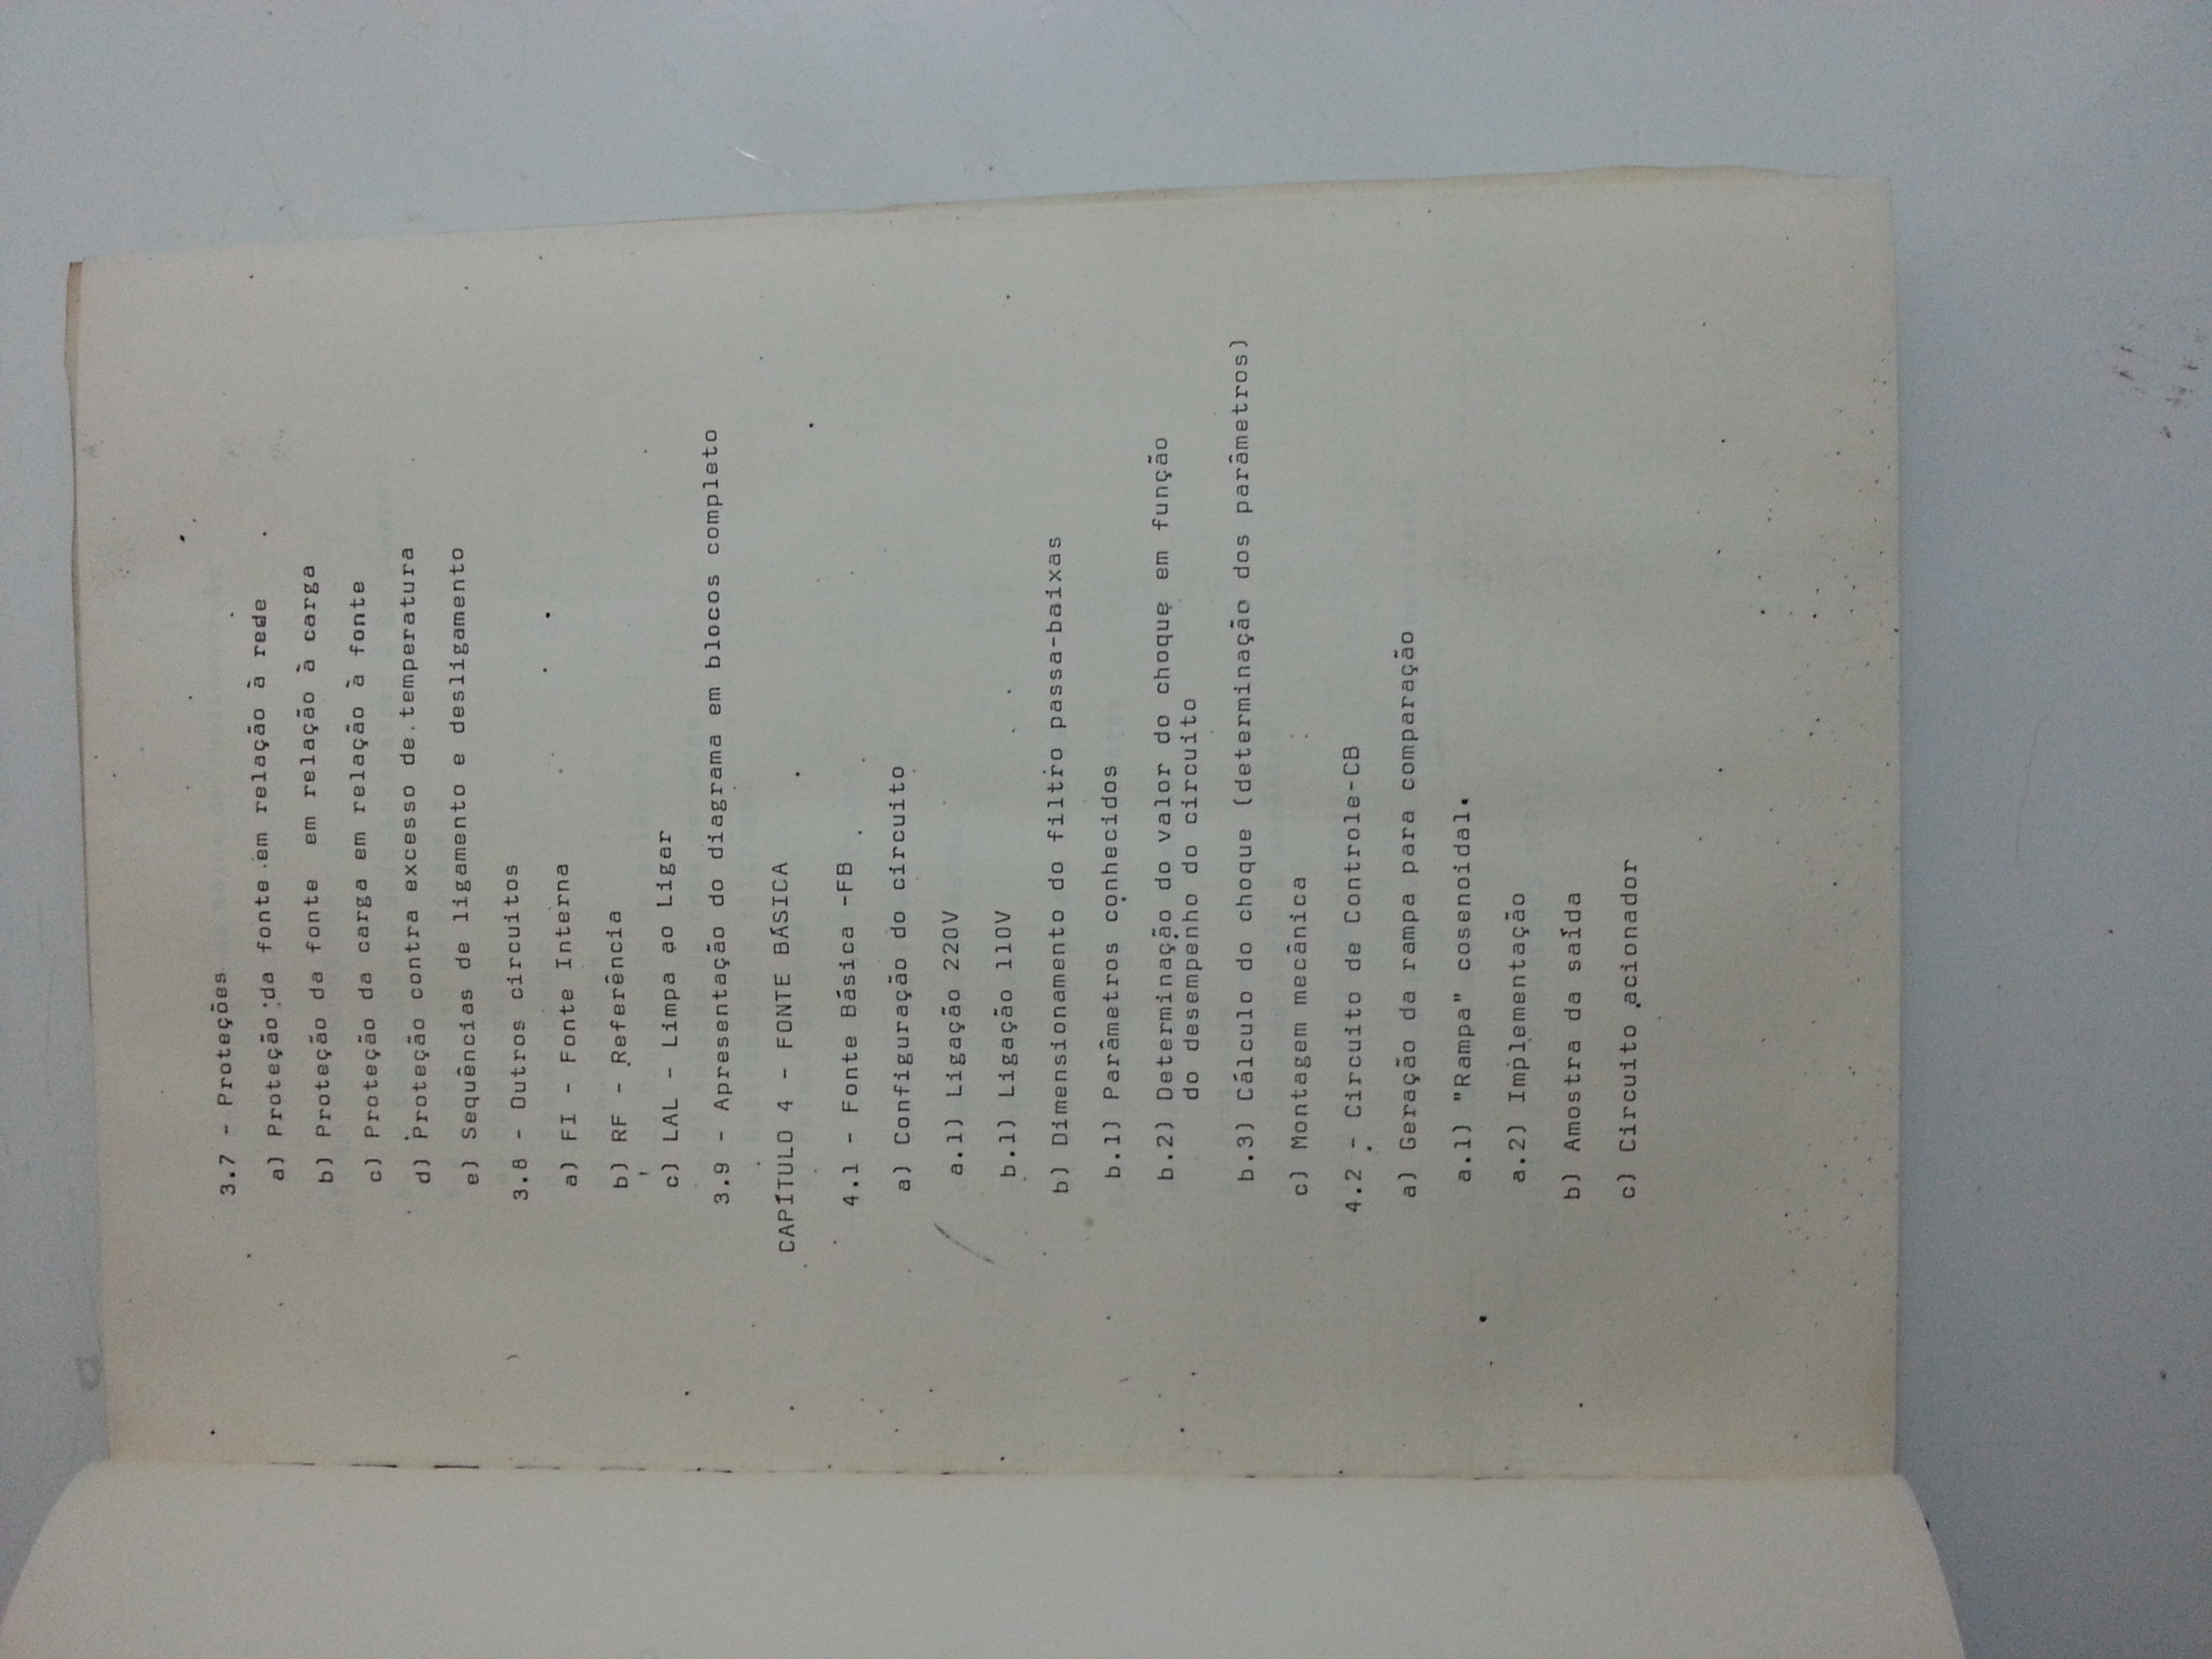 3.7 - Proteções
a) Proteção da fonte em relação à rede
b) Proteção da fonte em relação à carga
c) Proteção da carga em relação à fonte
d) Proteção contra excesso de temperatura
e) Sequências de ligamento e desligamento
3.8 - Outros circuitos
a) FI - Fonte Interna
b) RF - Referência
c) LAL - Limpa ao Ligar
3.9 - Apresentação do diagrama em blocos completo
CAPÍTULO 4 - FONTE BÁSICA
4.1 - Fonte Básica -FB
a) Configuração do circuito
a.1) Ligação 220V
b.1) Ligação 110V
b) Dimensionamento do filtro passa-baixas
b.1) Parâmetros conhecidos
b.2) Determinação do valor do choque em função
do desempenho do circuito
b.3) Cálculo do choque (determinação dos parâmetros)
c) Montagem mecânica
4.2 - Circuito de Controle-CB
a) Geração da rampa para comparação
a.1) "Rampa" cosenoidal.
a.2) Implementação
b) Amostra da saída
c) Circuito acionador